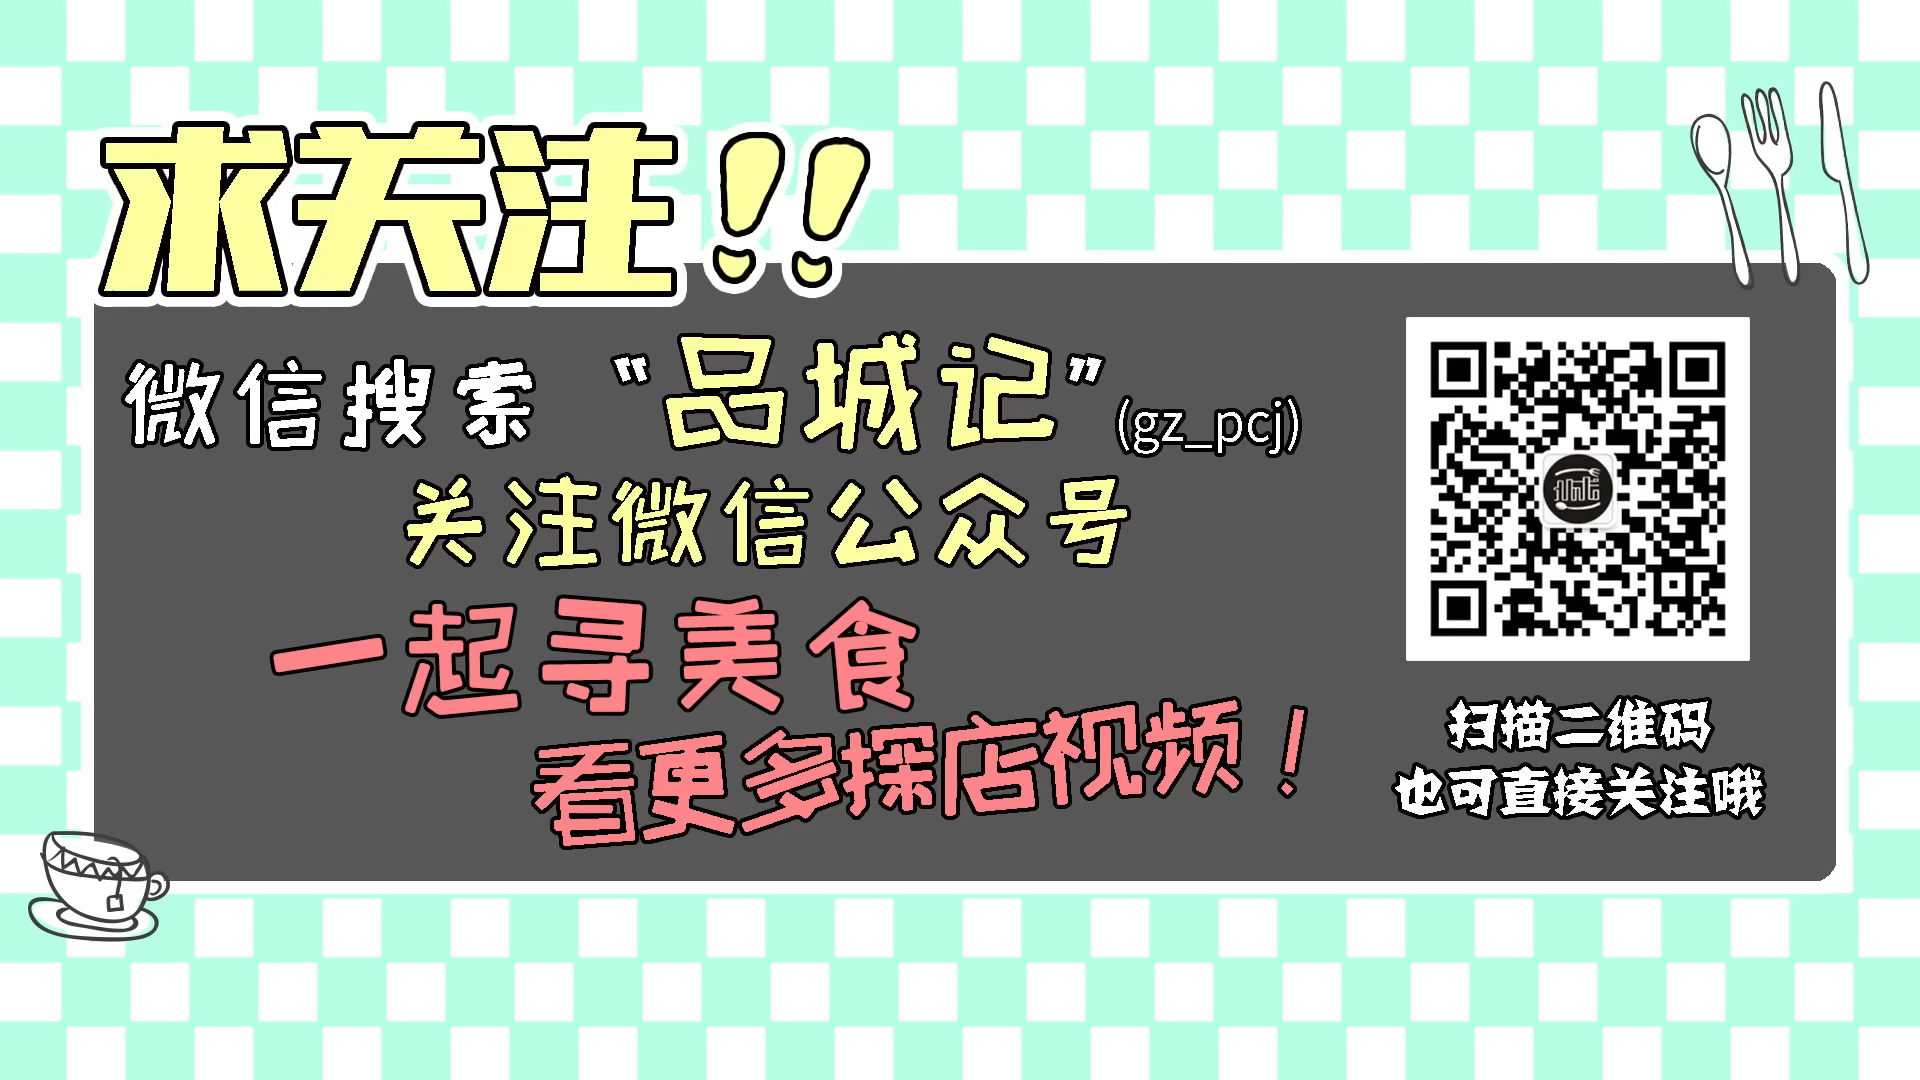 求关注!!
微信搜索“品城记”(gz_pcj)
关注微信公众号
一起寻美食
看更多探店视频！
扫描二维码
也可直接关注哦